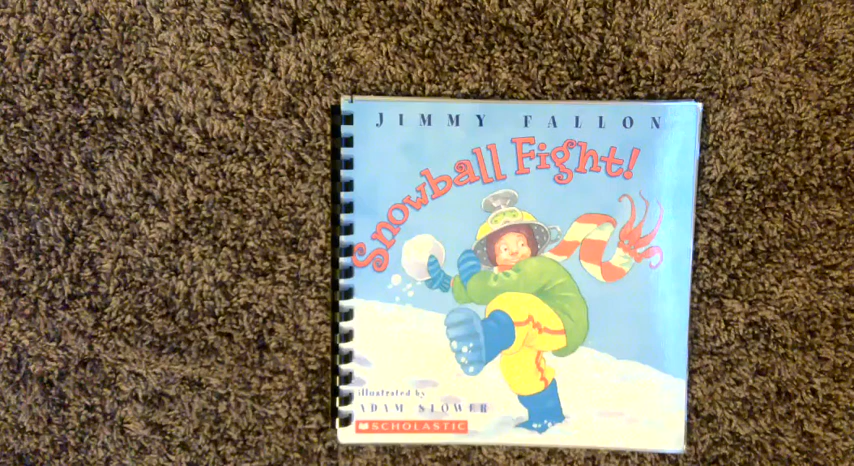 JIMMY FALLON
Snowball Fight!
illustrated by
ADAM STOWER
SCHOLASTIC